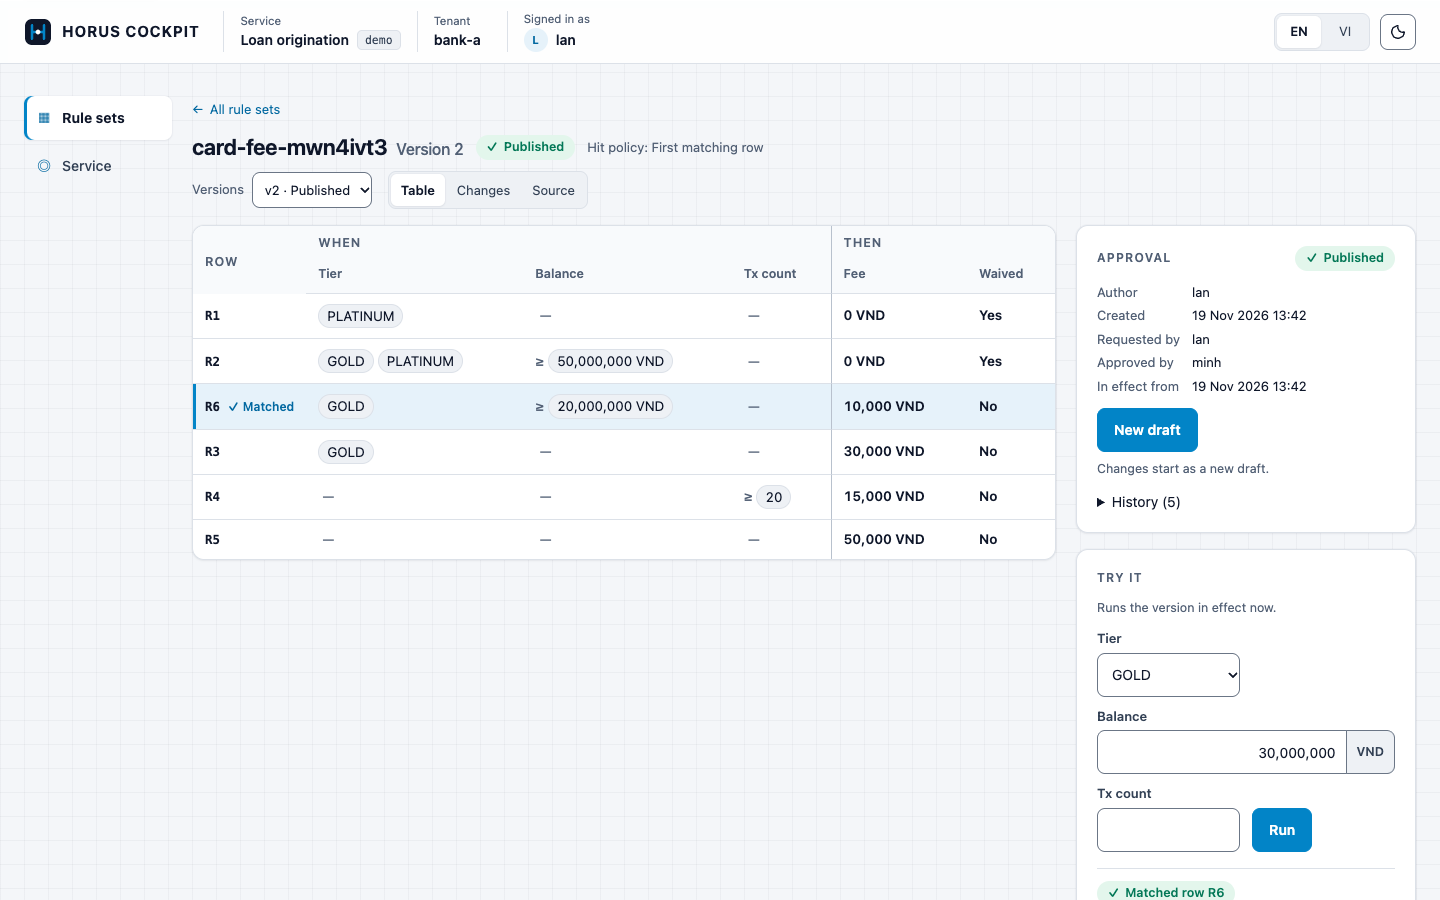 HORUS COCKPIT
Service
Loan origination demo
Tenant
bank-a
Signed in as
L lan
EN VI
Rule sets
Service
← All rule sets
card-fee-mwn4ivt3 Version 2 ✓ Published Hit policy: First matching row
Versions v2 · Published Table Changes Source
ROW WHEN THEN
Tier Balance Tx count Fee Waived
R1 PLATINUM — — 0 VND Yes
R2 GOLD PLATINUM ≥ 50,000,000 VND — 0 VND Yes
R6 ✓ Matched GOLD ≥ 20,000,000 VND — 10,000 VND No
R3 GOLD — — 30,000 VND No
R4 — — ≥ 20 15,000 VND No
R5 — — — 50,000 VND No
APPROVAL ✓ Published
Author lan
Created 19 Nov 2026 13:42
Requested by lan
Approved by minh
In effect from 19 Nov 2026 13:42
New draft
Changes start as a new draft.
▶ History (5)
TRY IT
Runs the version in effect now.
Tier
GOLD
Balance
30,000,000 VND
Tx count
Run
✓ Matched row R6